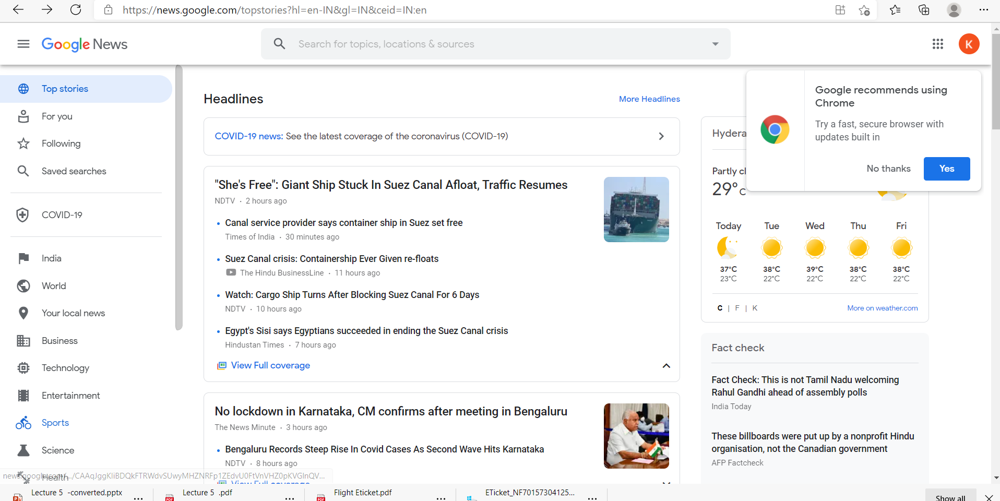 https://news.google.com/topstories?hl=en-IN&gl=IN&ceid=IN:en
Google News
Search for topics, locations & sources
K
Top stories
For you
Following
Saved searches
COVID-19
India
World
Your local news
Business
Technology
Entertainment
Sports
Science
Health
Headlines
More Headlines
COVID-19 news: See the latest coverage of the coronavirus (COVID-19)
"She's Free": Giant Ship Stuck In Suez Canal Afloat, Traffic Resumes
NDTV · 2 hours ago
Canal service provider says container ship in Suez set free
Times of India · 30 minutes ago
Suez Canal crisis: Containership Ever Given re-floats
The Hindu BusinessLine · 11 hours ago
Watch: Cargo Ship Turns After Blocking Suez Canal For 6 Days
NDTV · 10 hours ago
Egypt's Sisi says Egyptians succeeded in ending the Suez Canal crisis
Hindustan Times · 7 hours ago
View Full coverage
No lockdown in Karnataka, CM confirms after meeting in Bengaluru
The News Minute · 3 hours ago
Bengaluru Records Steep Rise In Covid Cases As Second Wave Hits Karnataka
NDTV · 8 hours ago
View Full coverage
Google recommends using
Chrome
Try a fast, secure browser with
updates built in
No thanks
Yes
Hydera
Partly cl
29°C
Today Tue Wed Thu Fri
37°C 38°C 39°C 38°C 38°C
23°C 22°C 22°C 22°C 22°C
C | F | K
More on weather.com
Fact check
Fact Check: This is not Tamil Nadu welcoming
Rahul Gandhi ahead of assembly polls
India Today
These billboards were put up by a nonprofit Hindu
organisation, not the Canadian government
AFP Factcheck
Lecture 5 -converted.pptx
Lecture 5 .pdf
Flight Eticket.pdf
ETicket_NF70157304125...
Show all